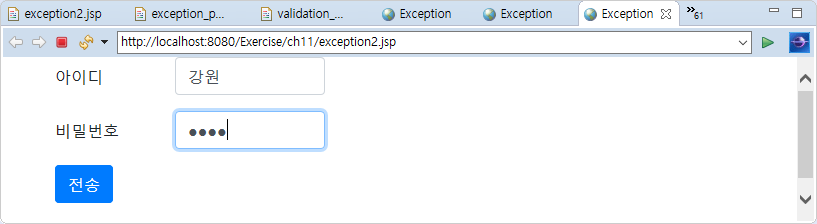 exception2.jsp exception_p... validation_... Exception Exception Exception »61
http://localhost:8080/Exercise/ch11/exception2.jsp
아이디 강원
비밀번호 ●●●●
전송